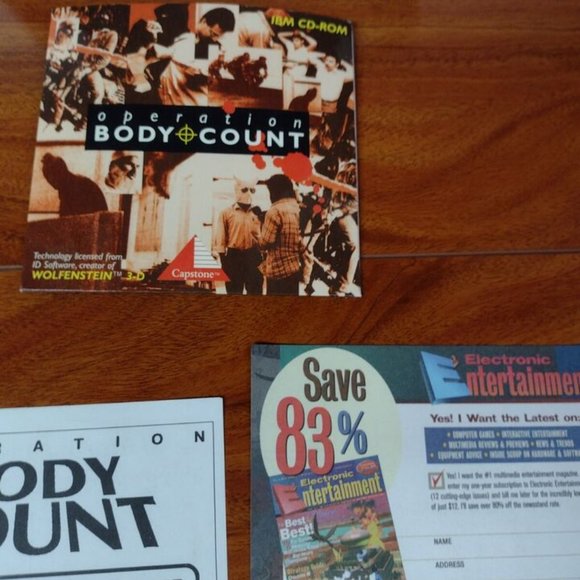 IBM CD-ROM
operation
BODY COUNT
Technology licensed from
ID Software, creator of
WOLFENSTEIN™ 3-D
Capstone™
Save
83%
Electronic
Entertainment
Best
Best!
Electronic
Entertainmen
Yes! I Want the Latest on:
• COMPUTER GAMES • INTERACTIVE ENTERTAINMENT
• MULTIMEDIA REVIEWS & PREVIEWS • NEWS & TRENDS
EQUIPMENT ADVICE • INSIDE SCOOP ON HARDWARE & SOFTW
Yes! I want the #1 multimedia entertainment magazine
enter my one-year subscription to Electronic Entertainm
(12 cutting-edge issues) and bill me later for the incredibly low
of just $12. I'll save over 80% off the newsstand rate.
NAME
ADDRESS
RATION
ODY
OUNT